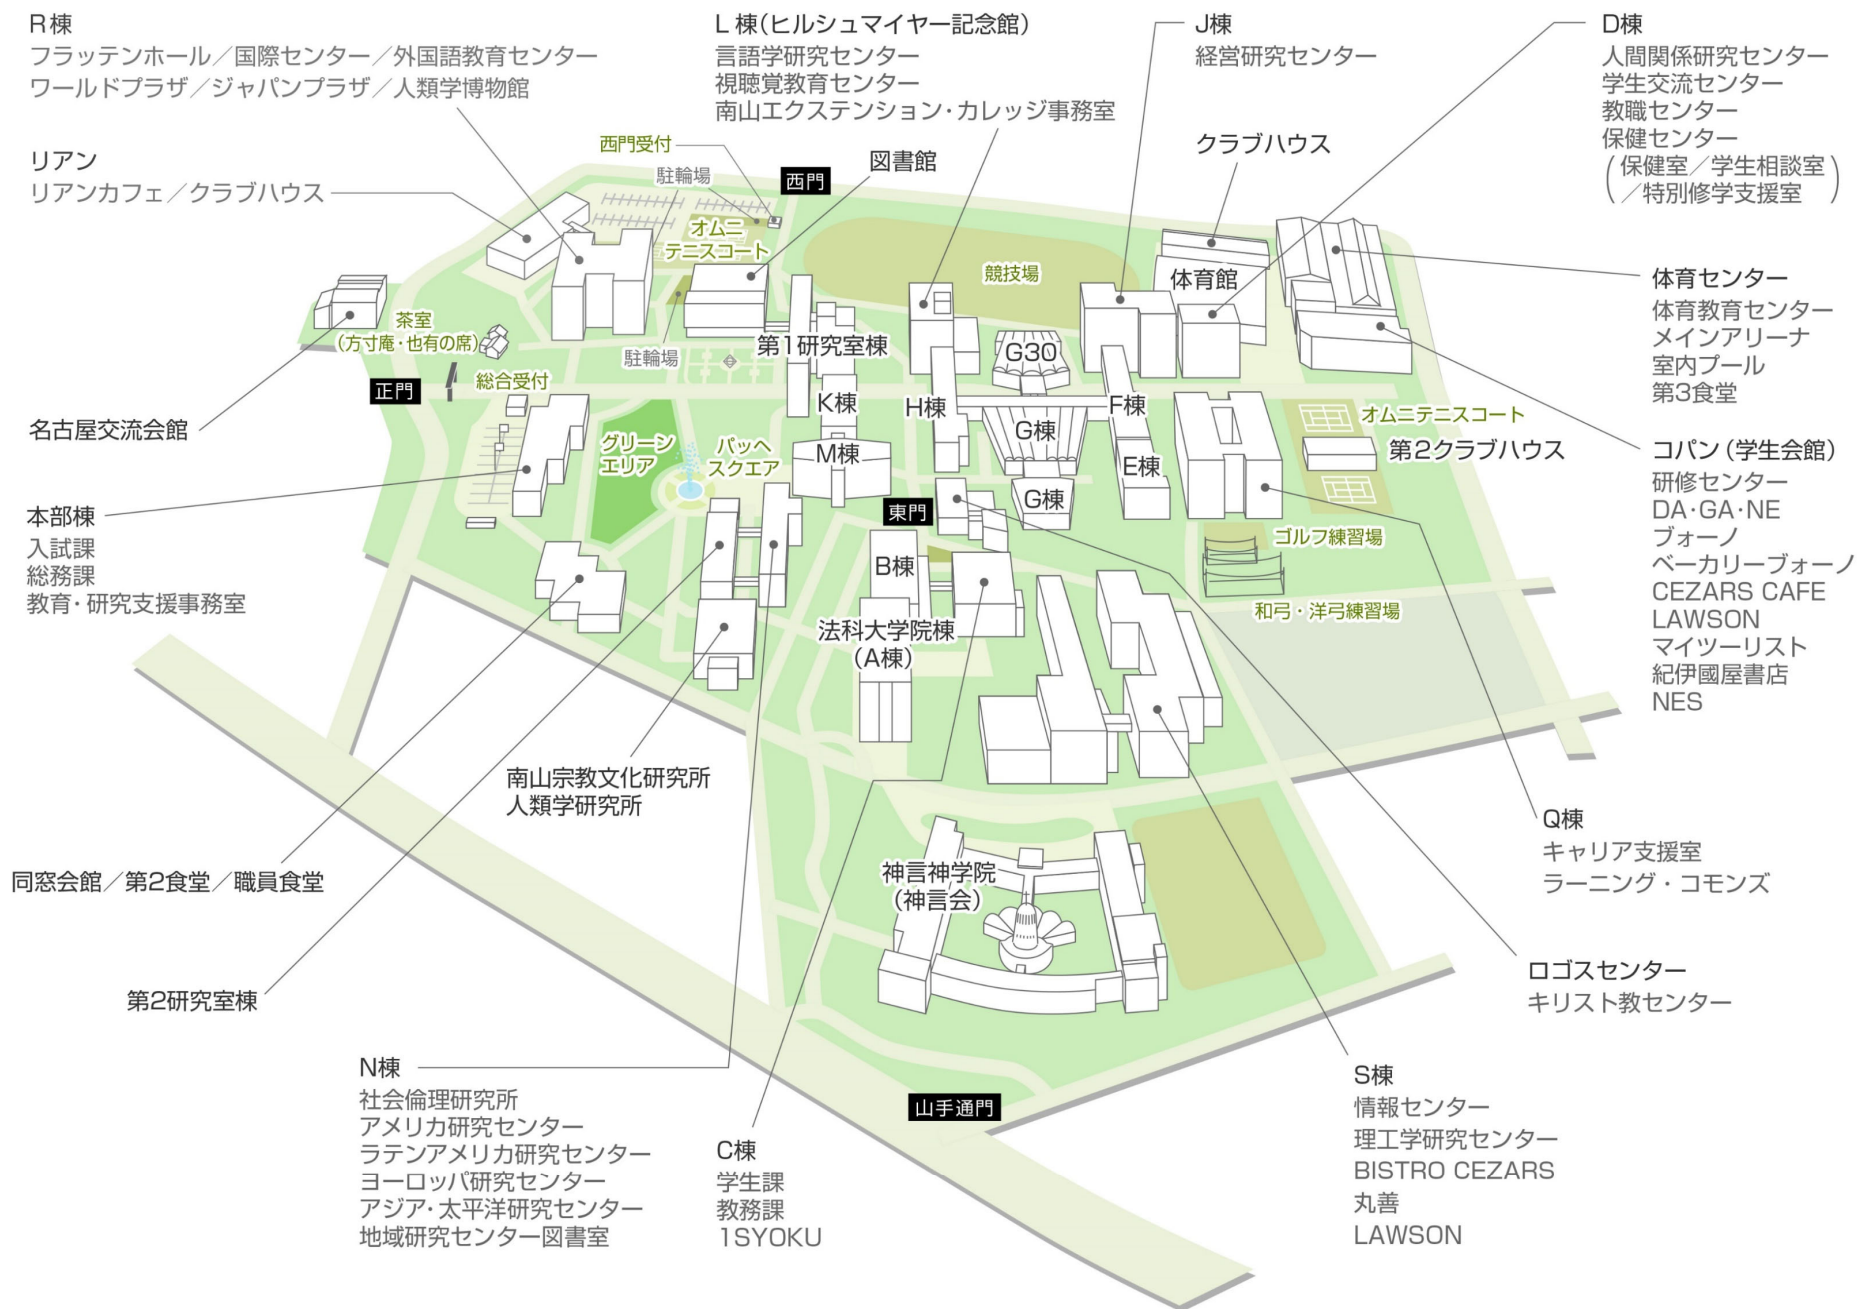 R棟
フラッテンホール／国際センター／外国語教育センター
ワールドプラザ／ジャパンプラザ／人類学博物館
L棟(ヒルシュマイヤー記念館)
言語学研究センター
視聴覚教育センター
南山エクステンション・カレッジ事務室
J棟
経営研究センター
D棟
人間関係研究センター
学生交流センター
教職センター
保健センター
(保健室／学生相談室
／特別修学支援室)
リアン
リアンカフェ／クラブハウス
西門受付
駐輪場
西門
図書館
クラブハウス
オムニ
テニスコート
競技場
体育館
体育センター
体育教育センター
メインアリーナ
室内プール
第3食堂
茶室
(方寸庵・也有の席)
駐輪場
第1研究室棟
G30
正門
総合受付
K棟
H棟
G棟
F棟
オムニテニスコート
名古屋交流会館
グリーン
エリア
パッヘ
スクエア
M棟
E棟
第2クラブハウス
コパン(学生会館)
研修センター
DA・GA・NE
ブォーノ
ベーカリーブォーノ
CEZARS CAFE
LAWSON
マイツーリスト
紀伊國屋書店
NES
本部棟
入試課
総務課
教育・研究支援事務室
東門
G棟
ゴルフ練習場
B棟
和弓・洋弓練習場
法科大学院棟
(A棟)
南山宗教文化研究所
人類学研究所
Q棟
キャリア支援室
ラーニング・コモンズ
同窓会館／第2食堂／職員食堂
神言神学院
(神言会)
第2研究室棟
ロゴスセンター
キリスト教センター
N棟
社会倫理研究所
アメリカ研究センター
ラテンアメリカ研究センター
ヨーロッパ研究センター
アジア・太平洋研究センター
地域研究センター図書室
山手通門
C棟
学生課
教務課
1SYOKU
S棟
情報センター
理工学研究センター
BISTRO CEZARS
丸善
LAWSON